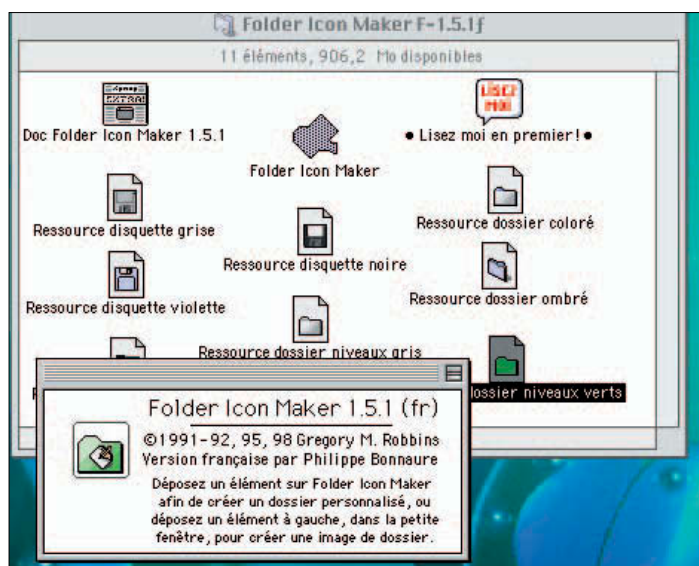 Folder Icon Maker F-1.5.1ƒ
11 éléments, 906,2 Mo disponibles
EXTRA!
LISEZ
MOI
Doc Folder Icon Maker 1.5.1
• Lisez moi en premier ! •
Folder Icon Maker
Ressource disquette grise
Ressource dossier coloré
Ressource disquette noire
Ressource disquette violette
Ressource dossier ombré
Ressource dossier niveaux gris
dossier niveaux verts
Folder Icon Maker 1.5.1 (fr)
©1991-92, 95, 98 Gregory M. Robbins
Version française par Philippe Bonnaure
Déposez un élément sur Folder Icon Maker
afin de créer un dossier personnalisé, ou
déposez un élément à gauche, dans la petite
fenêtre, pour créer une image de dossier.